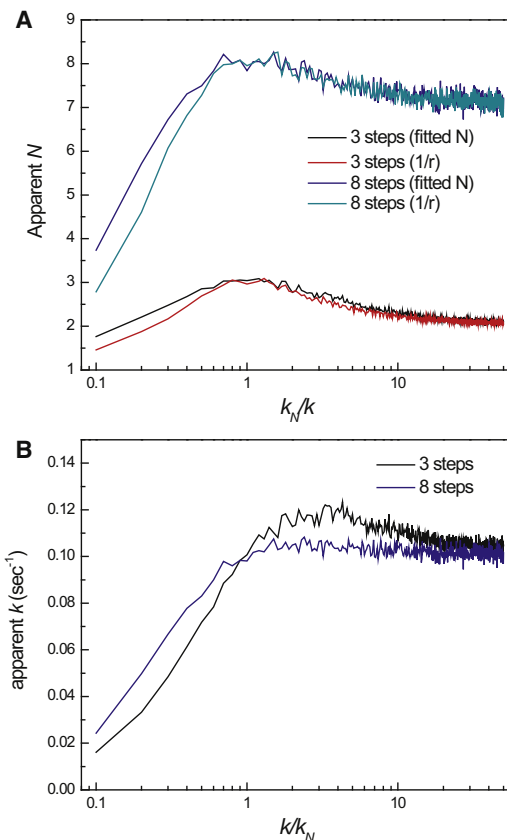 A
Apparent N
9
8
7
6
5
4
3
2
1
3 steps (fitted N)
3 steps (1/r)
8 steps (fitted N)
8 steps (1/r)
0.1
1
10
k_N/k
B
apparent k (sec⁻¹)
0.14
0.12
0.10
0.08
0.06
0.04
0.02
0.00
3 steps
8 steps
0.1
1
10
k/k_N